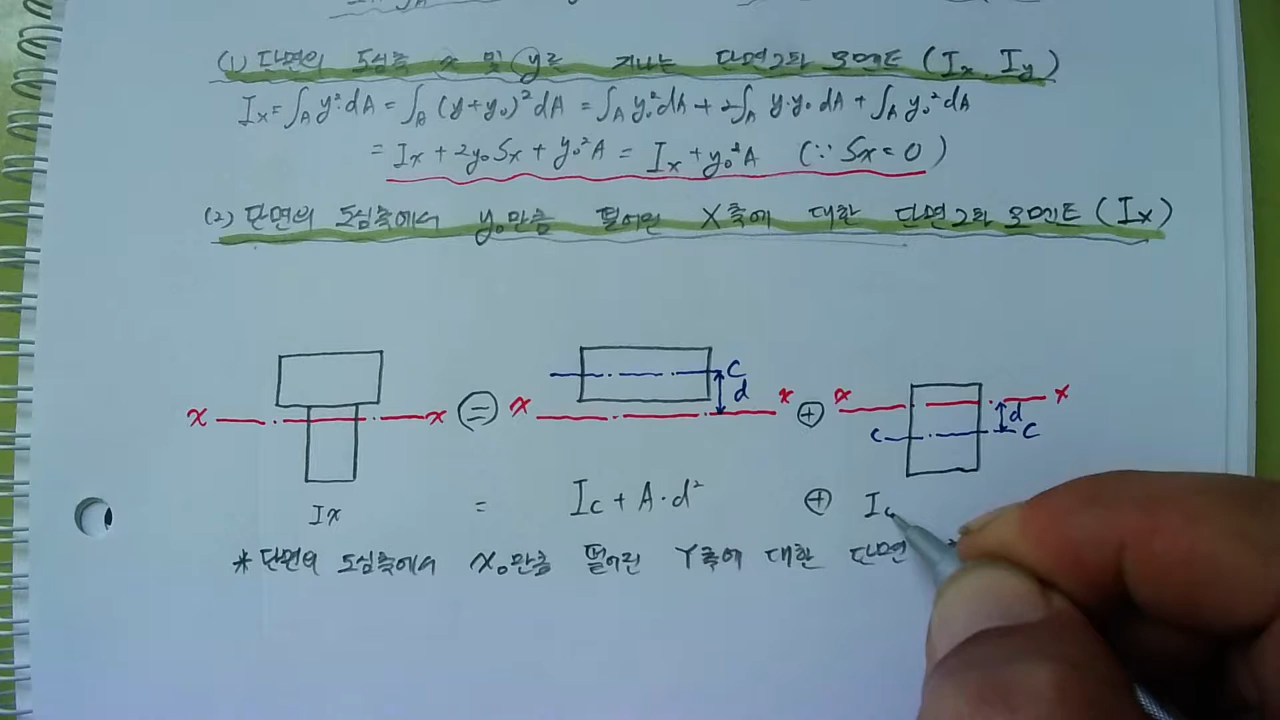 (1) 단면의 도심축 x 및 y를 지나는 단면2차 모멘트 (Ix, Iy)
Ix = ∫A y²dA = ∫A (y+y₀)²dA = ∫A y₀²dA + 2∫A y·y₀ dA + ∫A y₀²dA
= Ix + 2y₀Sx + y₀²A = Ix + y₀²A (∵ Sx = 0)
(2) 단면의 도심축에서 y₀만큼 떨어진 X축에 대한 단면2차 모멘트 (Ix)
x x = x x C d + x x d C C
Ix = Ic + A·d² + Ic
* 단면의 도심축에서 x₀만큼 떨어진 Y축에 대한 단면